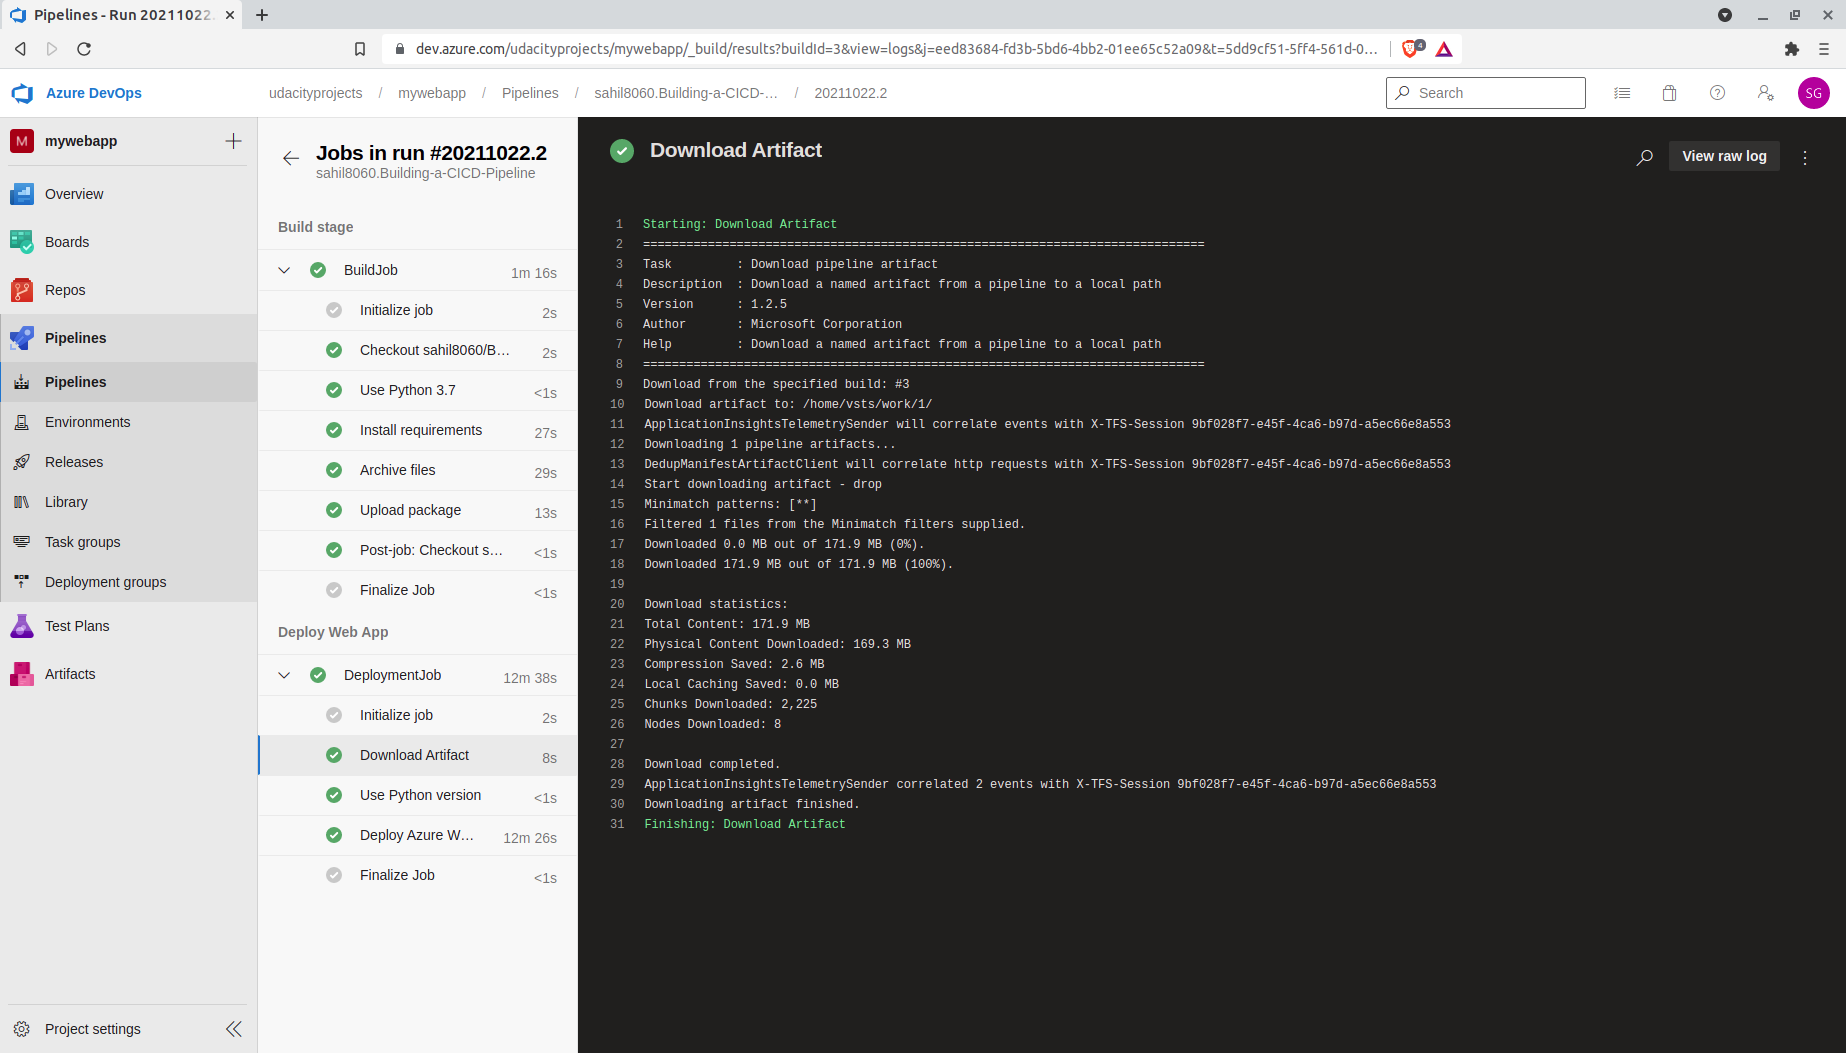 Pipelines - Run 20211022.
dev.azure.com/udacityprojects/mywebapp/_build/results?buildId=3&view=logs&j=eed83684-fd3b-5bd6-4bb2-01ee65c52a09&t=5dd9cf51-5ff4-561d-0...
4
Azure DevOps
udacityprojects / mywebapp / Pipelines / sahil8060.Building-a-CICD-... / 20211022.2
Search
SG
M mywebapp
Overview
Boards
Repos
Pipelines
Pipelines
Environments
Releases
Library
Task groups
Deployment groups
Test Plans
Artifacts
Project settings
Jobs in run #20211022.2
sahil8060.Building-a-CICD-Pipeline
Build stage
BuildJob 1m 16s
Initialize job 2s
Checkout sahil8060/B... 2s
Use Python 3.7 <1s
Install requirements 27s
Archive files 29s
Upload package 13s
Post-job: Checkout s... <1s
Finalize Job <1s
Deploy Web App
DeploymentJob 12m 38s
Initialize job 2s
Download Artifact 8s
Use Python version <1s
Deploy Azure W... 12m 26s
Finalize Job <1s
Download Artifact
View raw log
1 Starting: Download Artifact
2 ==============================================================================
3 Task         : Download pipeline artifact
4 Description  : Download a named artifact from a pipeline to a local path
5 Version      : 1.2.5
6 Author       : Microsoft Corporation
7 Help         : Download a named artifact from a pipeline to a local path
8 ==============================================================================
9 Download from the specified build: #3
10 Download artifact to: /home/vsts/work/1/
11 ApplicationInsightsTelemetrySender will correlate events with X-TFS-Session 9bf028f7-e45f-4ca6-b97d-a5ec66e8a553
12 Downloading 1 pipeline artifacts...
13 DedupManifestArtifactClient will correlate http requests with X-TFS-Session 9bf028f7-e45f-4ca6-b97d-a5ec66e8a553
14 Start downloading artifact - drop
15 Minimatch patterns: [**]
16 Filtered 1 files from the Minimatch filters supplied.
17 Downloaded 0.0 MB out of 171.9 MB (0%).
18 Downloaded 171.9 MB out of 171.9 MB (100%).
19
20 Download statistics:
21 Total Content: 171.9 MB
22 Physical Content Downloaded: 169.3 MB
23 Compression Saved: 2.6 MB
24 Local Caching Saved: 0.0 MB
25 Chunks Downloaded: 2,225
26 Nodes Downloaded: 8
27
28 Download completed.
29 ApplicationInsightsTelemetrySender correlated 2 events with X-TFS-Session 9bf028f7-e45f-4ca6-b97d-a5ec66e8a553
30 Downloading artifact finished.
31 Finishing: Download Artifact